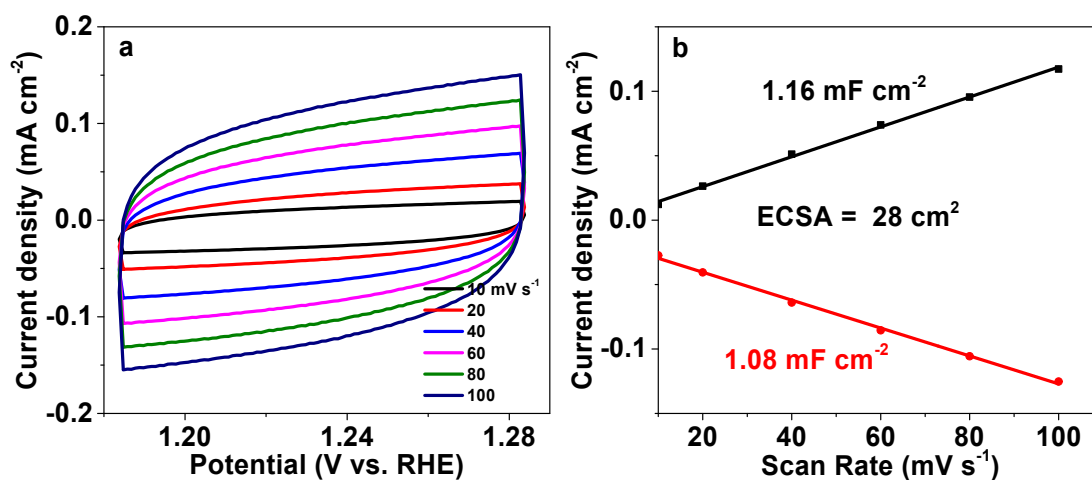 a
Current density (mA cm-2)
0.2
0.1
0.0
-0.1
-0.2
10 mV s-1
20
40
60
80
100
1.20
1.24
1.28
Potential (V vs. RHE)
b
Current density (mA cm-2)
0.1
0.0
-0.1
1.16 mF cm-2
ECSA = 28 cm2
1.08 mF cm-2
20
40
60
80
100
Scan Rate (mV s-1)